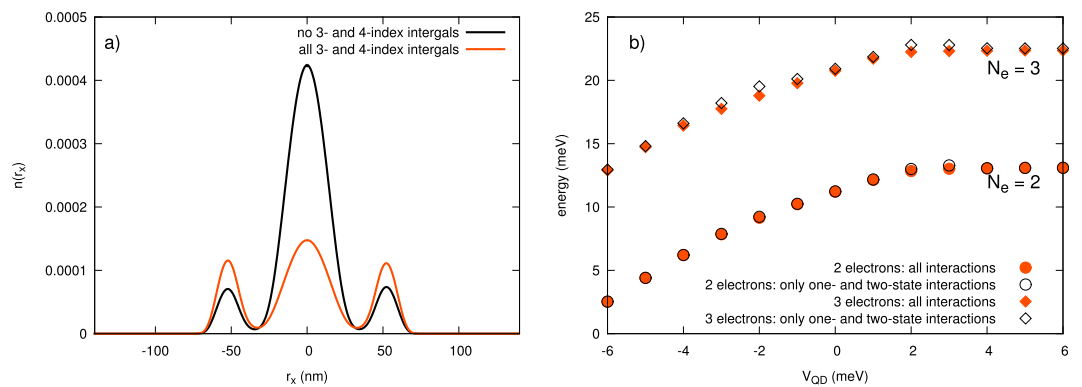 a)
no 3- and 4-index intergals
all 3- and 4-index intergals
0.0005
0.0004
0.0003
0.0002
0.0001
0
n(rₓ)
-100
-50
0
50
100
rₓ (nm)
b)
25
20
15
10
5
0
energy (meV)
Nₑ = 3
Nₑ = 2
2 electrons: all interactions
2 electrons: only one- and two-state interactions
3 electrons: all interactions
3 electrons: only one- and two-state interactions
-6
-4
-2
0
2
4
6
V_QD (meV)